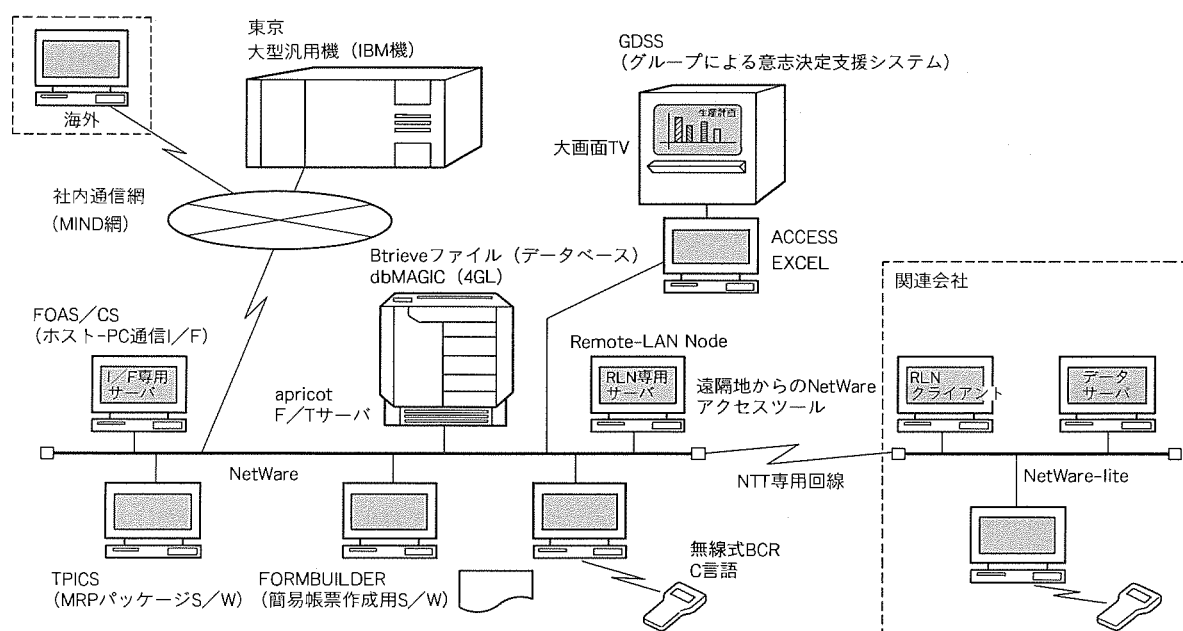 東京
大型汎用機（IBM機）
海外
GDSS
（グループによる意志決定支援システム）
生産計画
大画面TV
社内通信網
（MIND網）
ACCESS
EXCEL
Btrieveファイル（データベース）
dbMAGIC（4GL）
関連会社
FOAS／CS
（ホスト-PC通信I／F）
Remote-LAN Node
I／F専用
サーバ
apricot
F／Tサーバ
RLN専用
サーバ
遠隔地からのNetWare
アクセスツール
RLN
クライアント
データ
サーバ
NetWare
NTT専用回線
NetWare-lite
無線式BCR
C言語
TPICS
（MRPパッケージS／W）
FORMBUILDER
（簡易帳票作成用S／W）